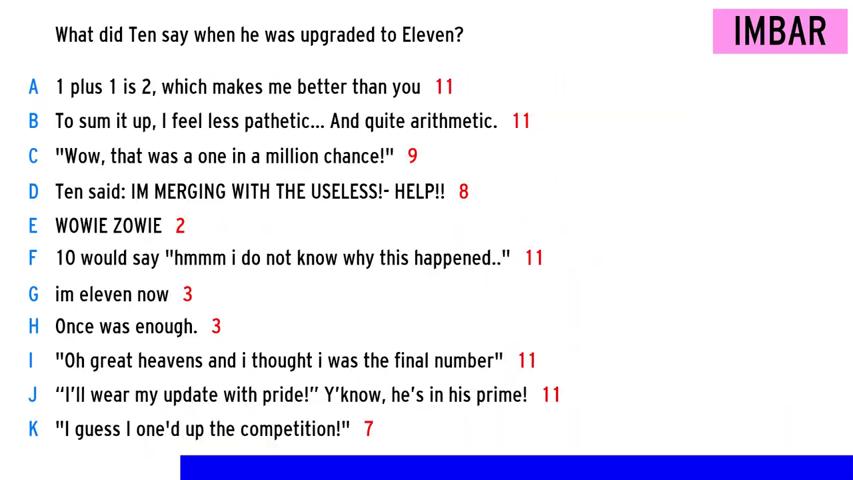 What did Ten say when he was upgraded to Eleven?
IMBAR
A 1 plus 1 is 2, which makes me better than you 11
B To sum it up, I feel less pathetic... And quite arithmetic. 11
C "Wow, that was a one in a million chance!" 9
D Ten said: IM MERGING WITH THE USELESS!- HELP!! 8
E WOWIE ZOWIE 2
F 10 would say "hmmm i do not know why this happened.." 11
G im eleven now 3
H Once was enough. 3
I "Oh great heavens and i thought i was the final number" 11
J “I’ll wear my update with pride!” Y’know, he’s in his prime! 11
K "I guess I one'd up the competition!" 7